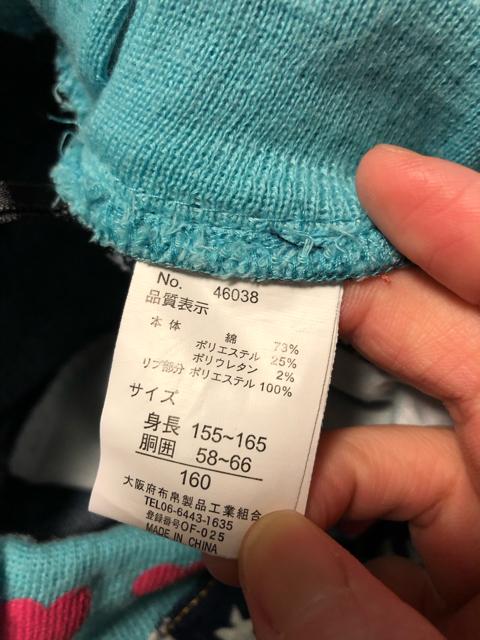 No. 46038
品質表示
本体 綿 73%
ポリエステル 25%
ポリウレタン 2%
リブ部分 ポリエステル 100%
サイズ
身長 155~165
胴囲 58~66
160
大阪府布帛製品工業組合
TEL06-6443-1635
登録番号OF-025
MADE IN CHINA